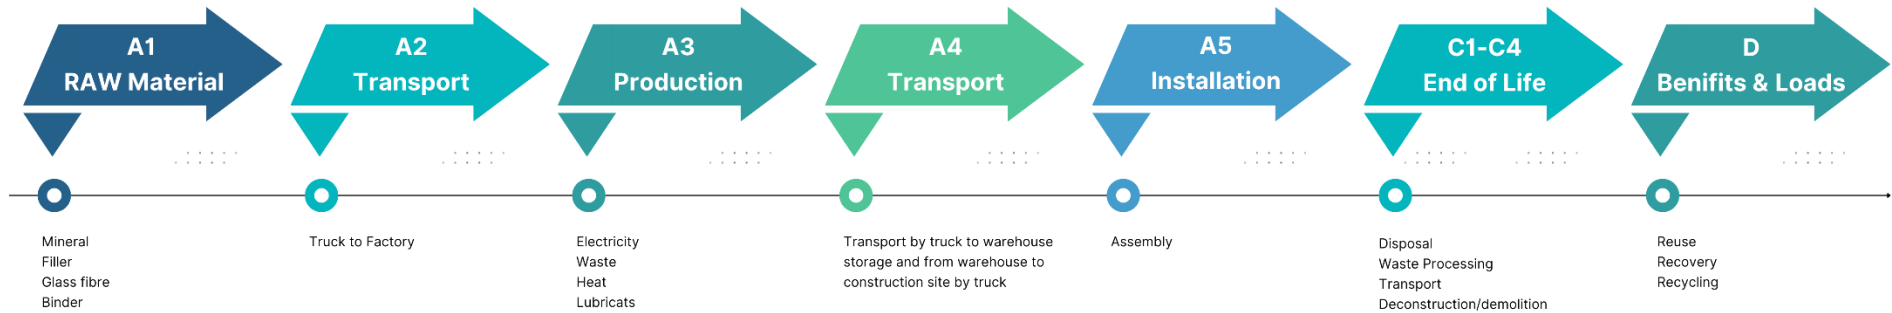 A1
RAW Material
A2
Transport
A3
Production
A4
Transport
A5
Installation
C1-C4
End of Life
D
Benifits & Loads
Mineral
Filler
Glass fibre
Binder
Truck to Factory
Electricity
Waste
Heat
Lubricats
Transport by truck to warehouse
storage and from warehouse to
construction site by truck
Assembly
Disposal
Waste Processing
Transport
Deconstruction/demolition
Reuse
Recovery
Recycling